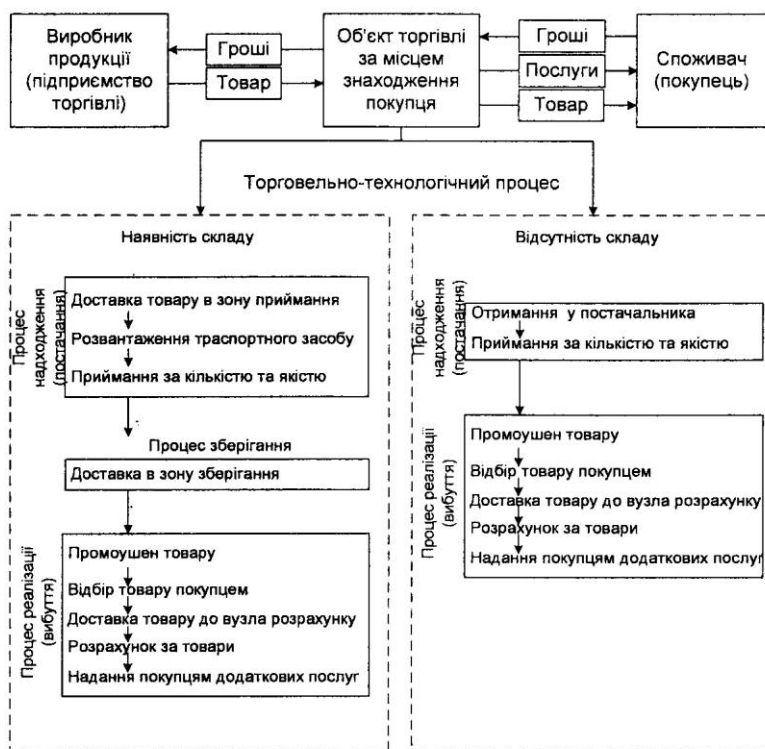 Виробник
продукції
(підприємство
торгівлі)
Гроші
Товар
Об'єкт торгівлі
за місцем
знаходження
покупця
Гроші
Послуги
Товар
Споживач
(покупець)
Торговельно-технологічний процес
Наявність складу
Процес
надходження
(постачання)
Доставка товару в зону приймання
Розвантаження траспортного засобу
Приймання за кількістю та якістю
Процес зберігання
Доставка в зону зберігання
Процес реалізації
(вибуття)
Промоушен товару
Відбір товару покупцем
Доставка товару до вузла розрахунку
Розрахунок за товари
Надання покупцям додаткових послуг
Відсутність складу
Процес
надходження
(постачання)
Отримання у постачальника
Приймання за кількістю та якістю
Процес реалізації
(вибуття)
Промоушен товару
Відбір товару покупцем
Доставка товару до вузла розрахунку
Розрахунок за товари
Надання покупцям додаткових послуг